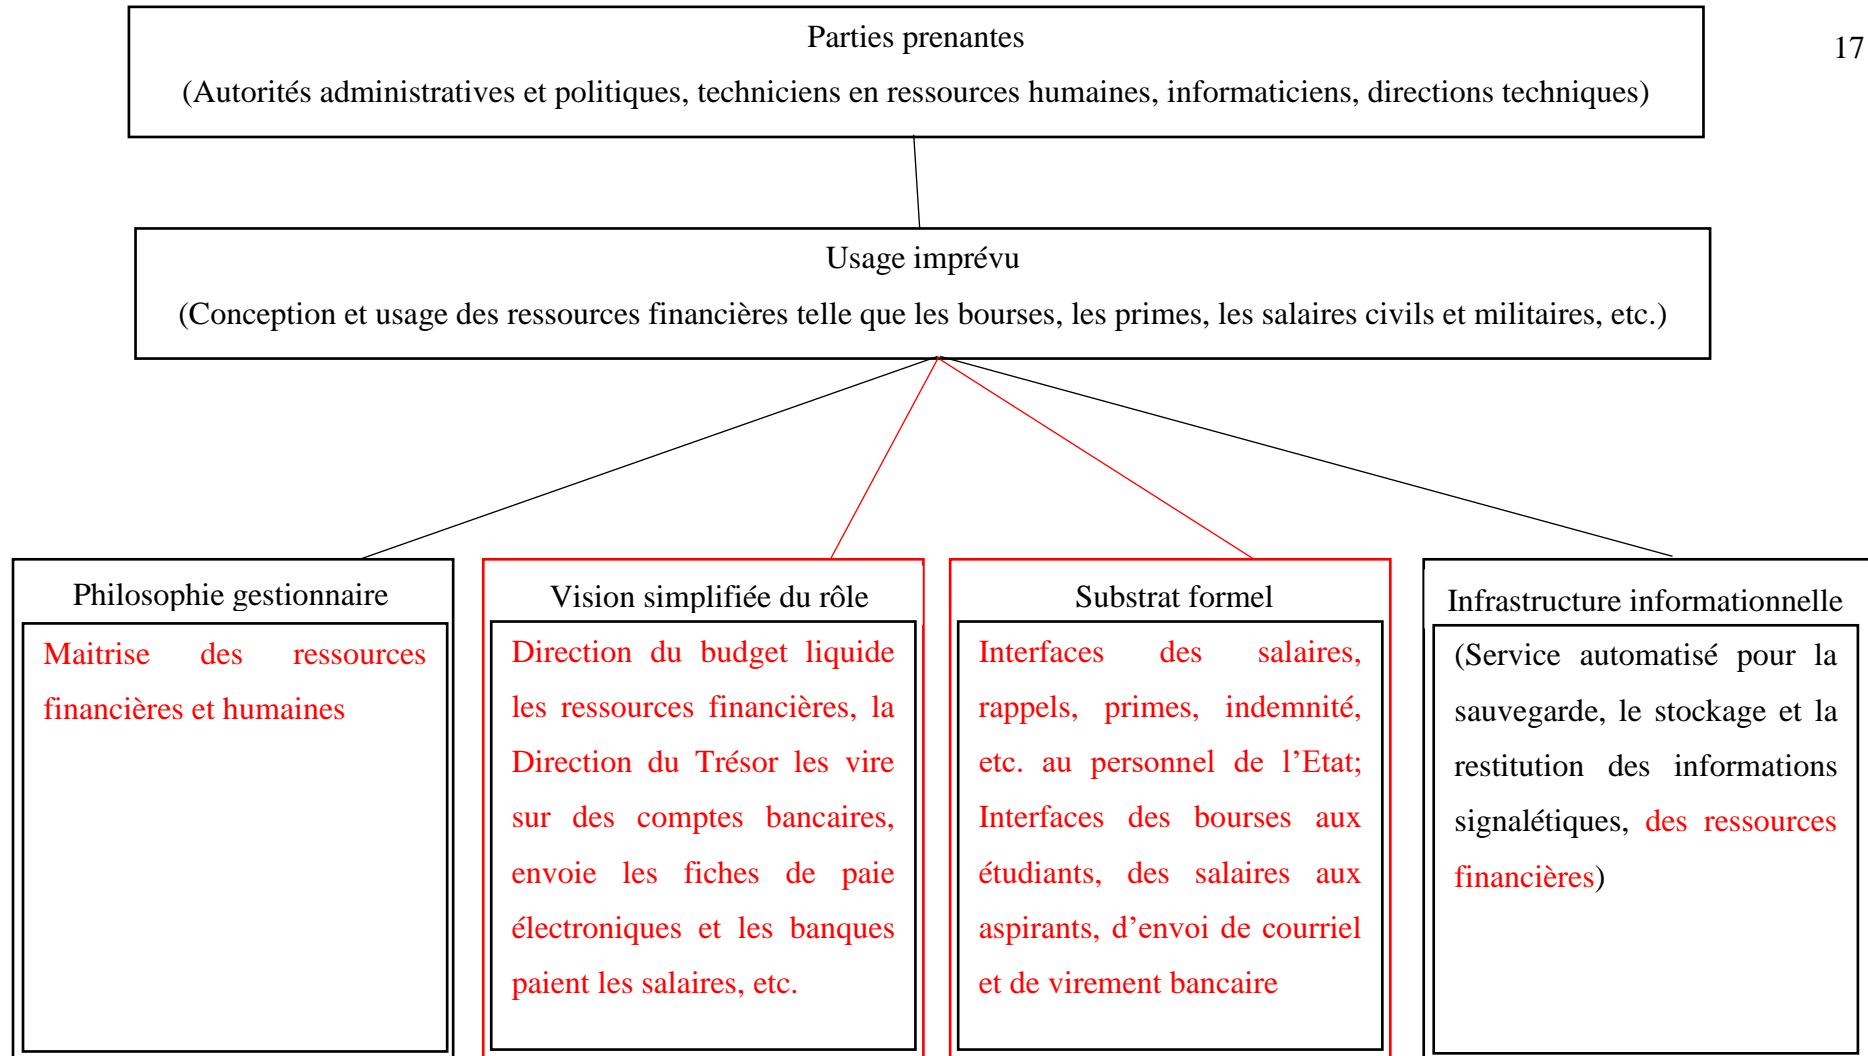 Parties prenantes
17
(Autorités administratives et politiques, techniciens en ressources humaines, informaticiens, directions techniques)
Usage imprévu
(Conception et usage des ressources financières telle que les bourses, les primes, les salaires civils et militaires, etc.)
Philosophie gestionnaire
Maitrise des ressources
financières et humaines
Vision simplifiée du rôle
Direction du budget liquide
les ressources financières, la
Direction du Trésor les vire
sur des comptes bancaires,
envoie les fiches de paie
électroniques et les banques
paient les salaires, etc.
Substrat formel
Interfaces des salaires,
rappels, primes, indemnité,
etc. au personnel de l’Etat;
Interfaces des bourses aux
étudiants, des salaires aux
aspirants, d’envoi de courriel
et de virement bancaire
Infrastructure informationnelle
(Service automatisé pour la
sauvegarde, le stockage et la
restitution des informations
signalétiques, des ressources
financières)